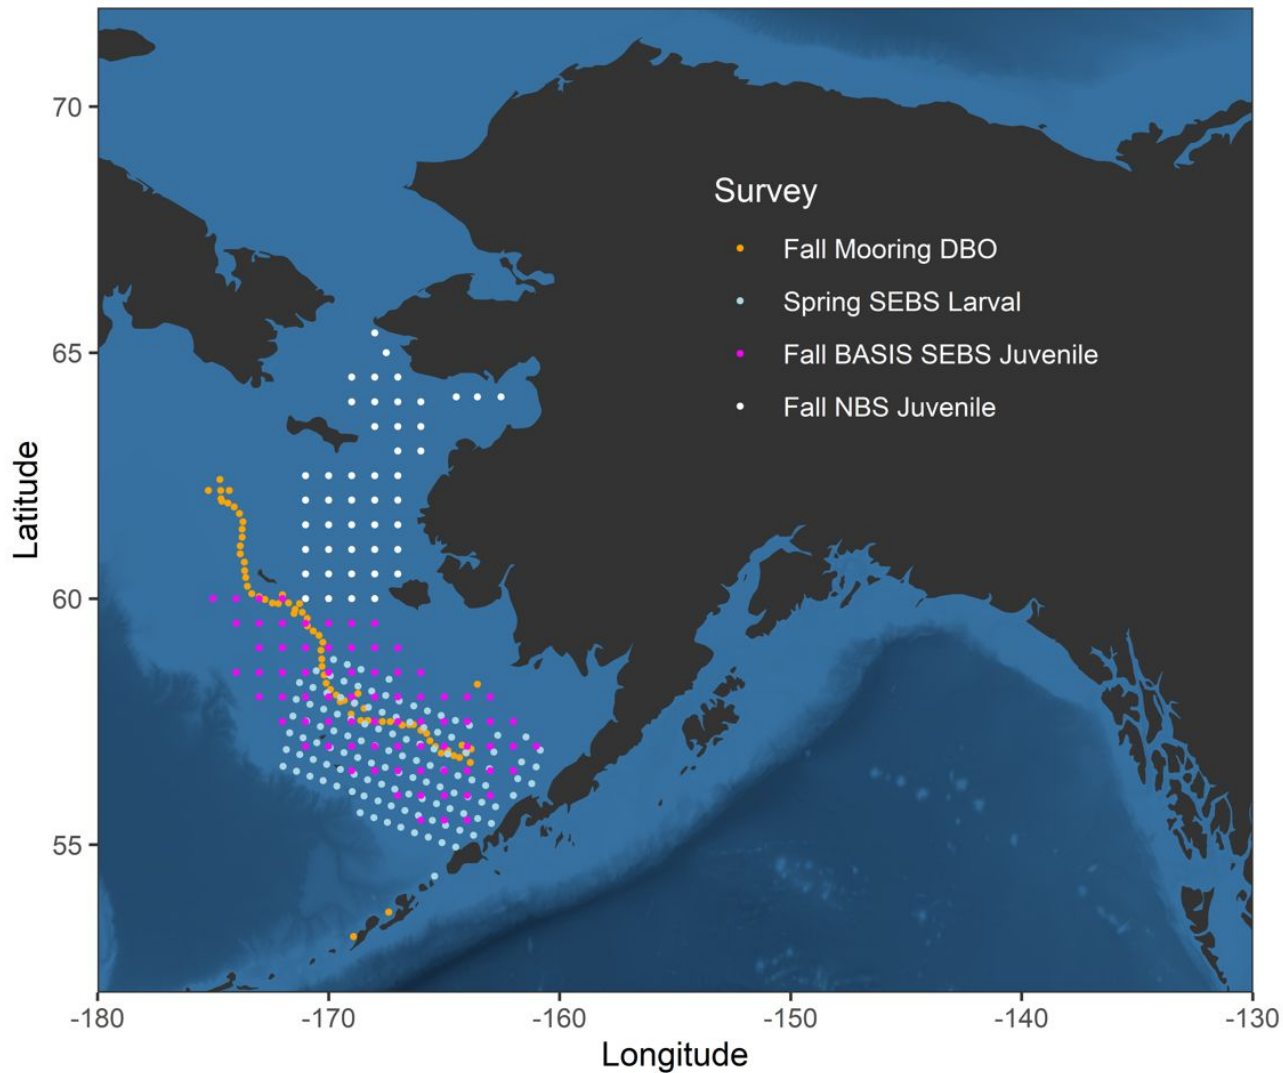 Survey
Fall Mooring DBO
Spring SEBS Larval
Fall BASIS SEBS Juvenile
Fall NBS Juvenile
70
65
60
55
Latitude
-180
-170
-160
-150
-140
-130
Longitude